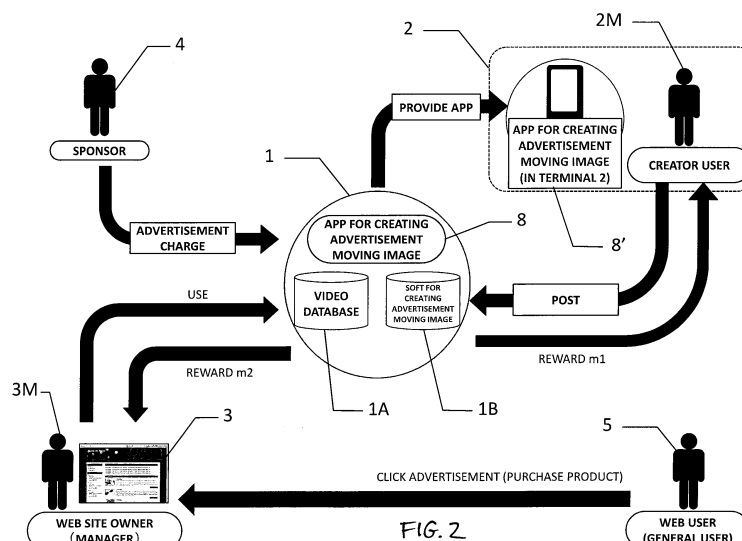 4
2
2M
SPONSOR
PROVIDE APP
APP FOR CREATING
ADVERTISEMENT
MOVING IMAGE
(IN TERMINAL 2)
CREATOR USER
1
ADVERTISEMENT
CHARGE
APP FOR CREATING
ADVERTISEMENT
MOVING IMAGE
8
8'
USE
VIDEO
DATABASE
SOFT FOR
CREATING
ADVERTISEMENT
MOVING IMAGE
POST
REWARD m2
REWARD m1
3M
3
1A
1B
5
CLICK ADVERTISEMENT (PURCHASE PRODUCT)
WEB SITE OWNER
(MANAGER)
FIG. 2
WEB USER
(GENERAL USER)